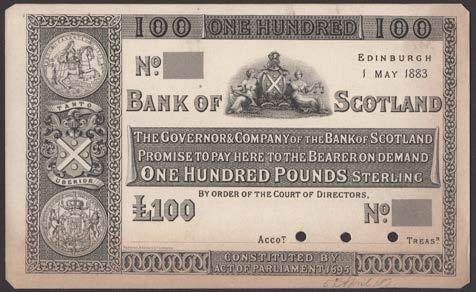 100 ONE HUNDRED 100
No.
EDINBURGH
1 MAY 1883
BANK OF SCOTLAND
TANTO
UBERIOR
THE GOVERNOR & COMPANY OF THE BANK OF SCOTLAND
PROMISE TO PAY HERE TO THE BEARER ON DEMAND
ONE HUNDRED POUNDS STERLING
BY ORDER OF THE COURT OF DIRECTORS.
£100
No.
ACCOT. TREASR.
CONSTITUTED BY
ACT OF PARLIAMENT 1695